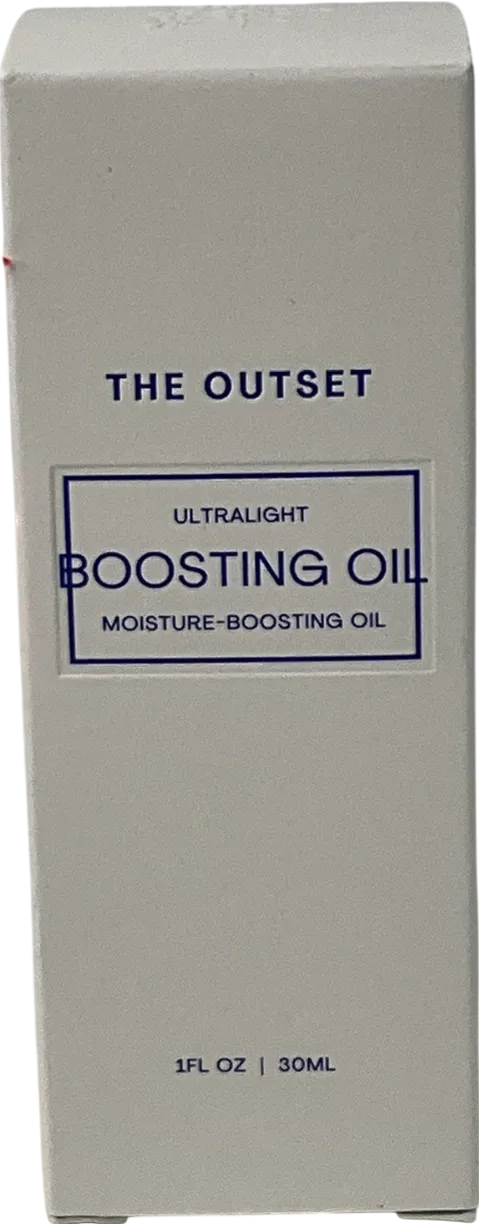 THE OUTSET
ULTRALIGHT
BOOSTING OIL
MOISTURE-BOOSTING OIL
1FL OZ | 30ML